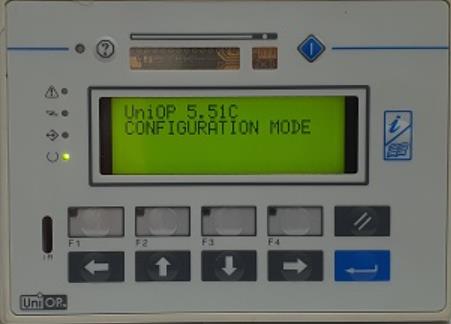 UniOP 5.51C
CONFIGURATION MODE
F1 F2 F3 F4
UniOP